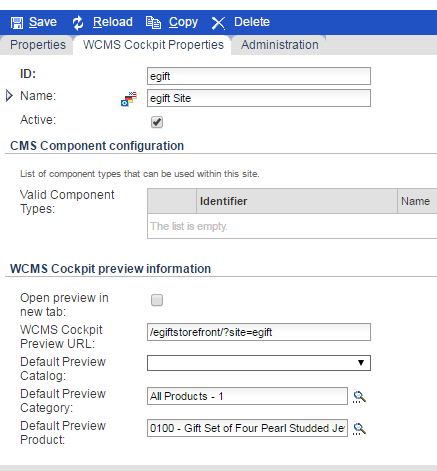 Save Reload Copy Delete
Properties WCMS Cockpit Properties Administration
ID: egift
Name: egift Site
Active:
CMS Component configuration
List of component types that can be used within this site.
Valid Component
Types:
Identifier Name
The list is empty.
WCMS Cockpit preview information
Open preview in
new tab:
WCMS Cockpit
Preview URL:
/egiftstorefront/?site=egift
Default Preview
Catalog:
Default Preview
Category:
All Products - 1
Default Preview
Product:
0100 - Gift Set of Four Pearl Studded Je